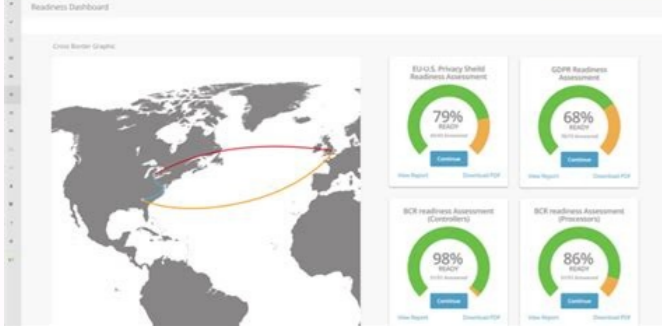 Readiness Dashboard
Cross Border Graphic
EU-U.S. Privacy Sheild
Readiness Assessment
79%
READY
Continue
View Report Download PDF
GDPR Readiness
Assessment
68%
READY
Continue
View Report Download PDF
BCR readiness Assessment
(Controllers)
98%
READY
Continue
View Report Download PDF
BCR readiness Assessment
(Processors)
86%
READY
Continue
View Report Download PDF